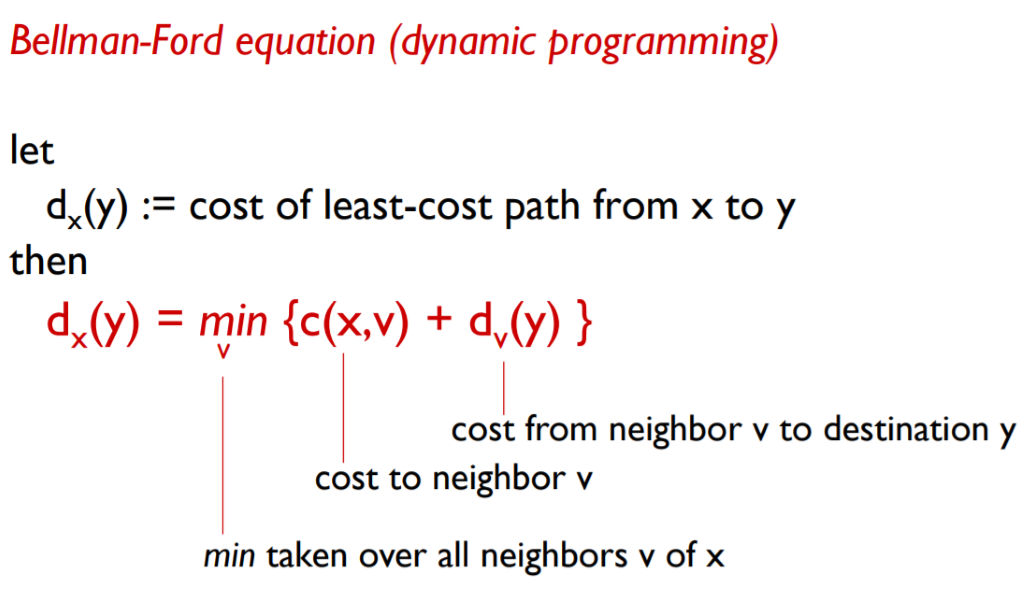 Bellman-Ford equation (dynamic programming)
let
dₓ(y) := cost of least-cost path from x to y
then
dₓ(y) = min {c(x,v) + dᵥ(y) }
v
cost from neighbor v to destination y
cost to neighbor v
min taken over all neighbors v of x